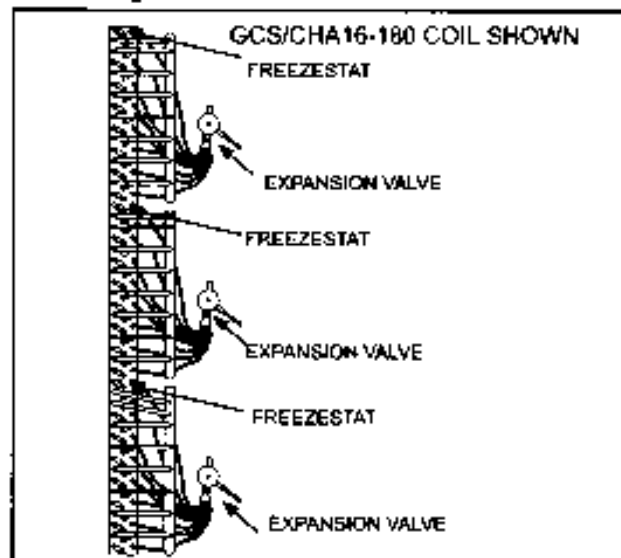 GCS/CHA16-180 COIL SHOWN
FREEZESTAT
EXPANSION VALVE
FREEZESTAT
EXPANSION VALVE
FREEZESTAT
EXPANSION VALVE